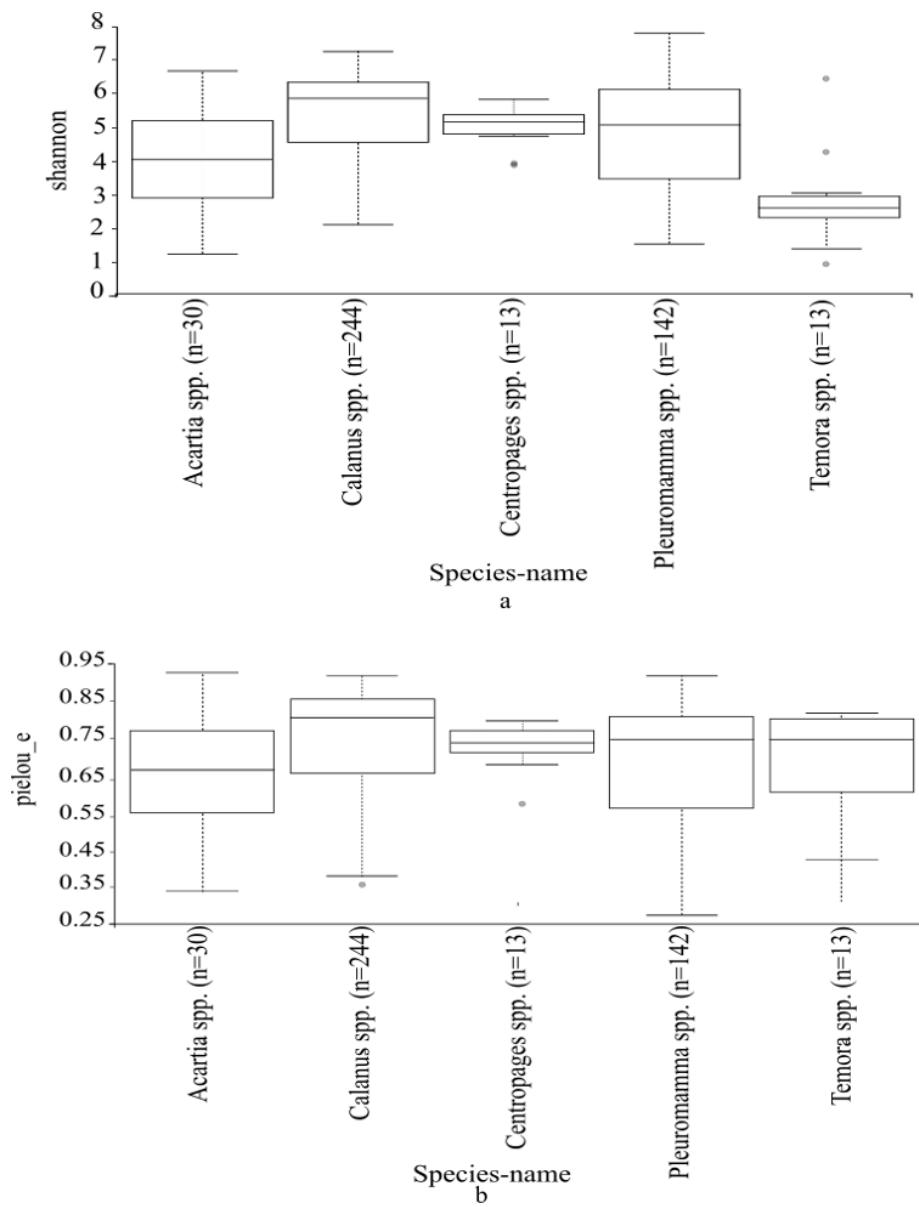 8
7
6
5
4
3
2
1
0
shannon
Acartia spp. (n=30)
Calanus spp. (n=244)
Centropages spp. (n=13)
Pleuromamma spp. (n=142)
Temora spp. (n=13)
Species-name
a
0.95
0.85
0.75
0.65
0.55
0.45
0.35
0.25
pielou_e
Acartia spp. (n=30)
Calanus spp. (n=244)
Centropages spp. (n=13)
Pleuromamma spp. (n=142)
Temora spp. (n=13)
Species-name
b